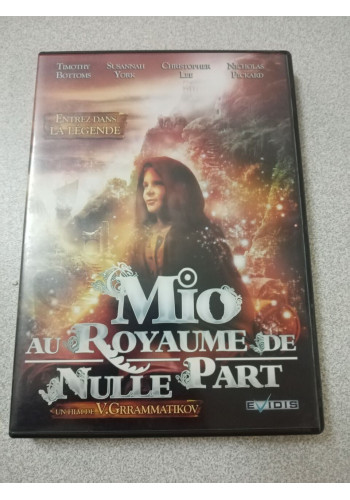 TIMOTHY SUSANNAH CHRISTOPHER NICHOLAS
BOTTOMS YORK LEE PICKARD
ENTREZ DANS
LA LÉGENDE
MIO
AU ROYAUME DE
NULLE PART
UN FILM DE V.GRRAMMATIKOV
EVIDIS